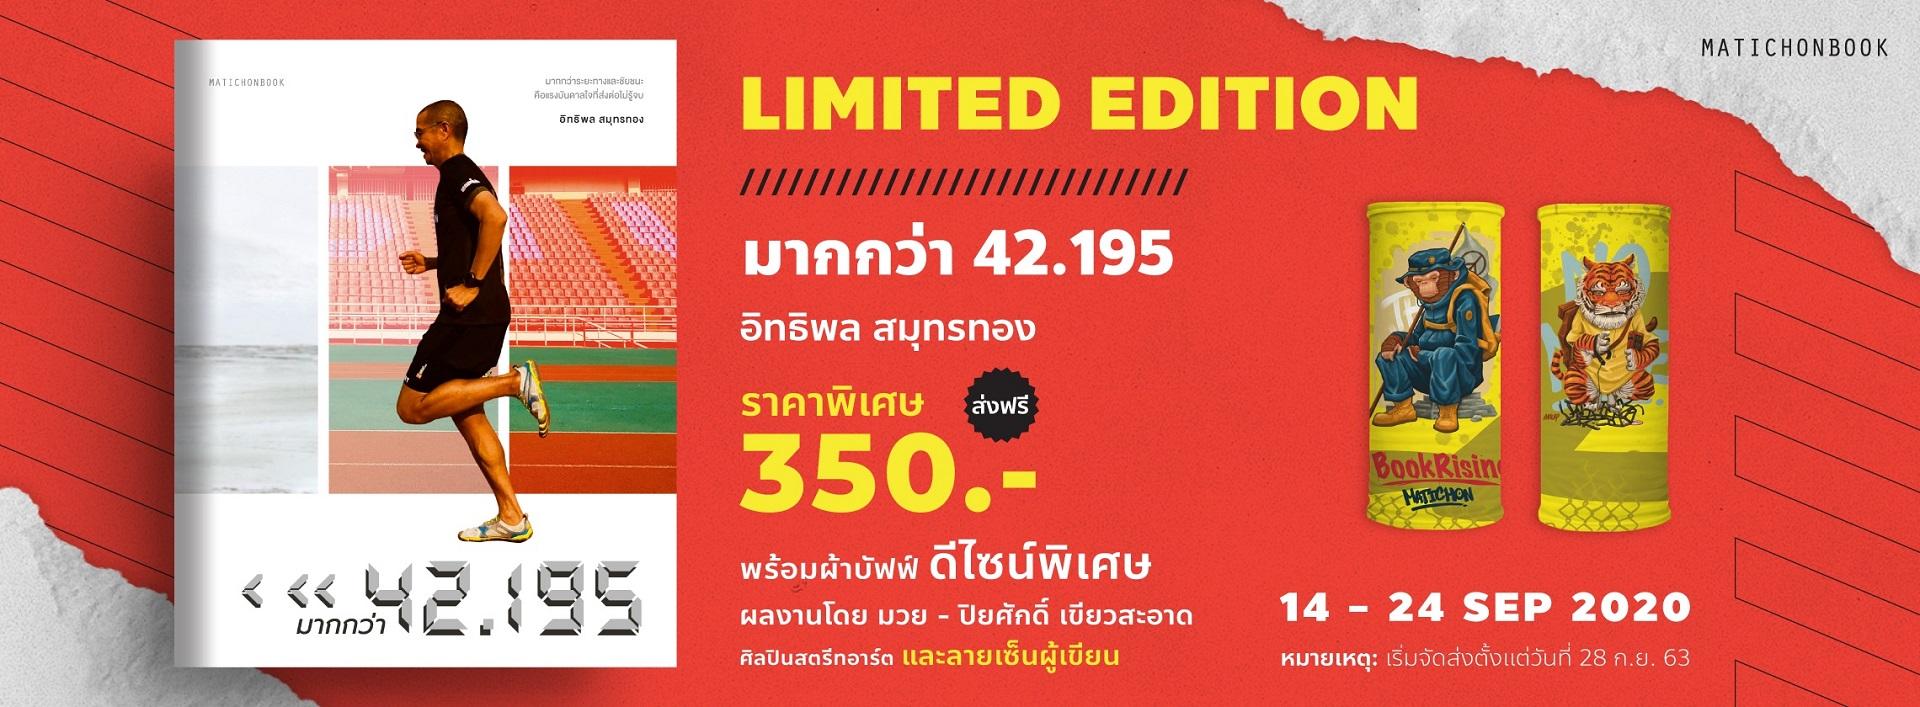 MATICHONBOOK
MATICHONBOOK
มากกว่าระยะทางและชัยชนะ
คือแรงบันดาลใจที่ส่งต่อไม่รู้จบ
อิทธิพล สมุทรทอง
มากกว่า 42.195
LIMITED EDITION
มากกว่า 42.195
อิทธิพล สมุทรทอง
ราคาพิเศษ
ส่งฟรี
350.-
พร้อมผ้าบัฟฟ์ ดีไซน์พิเศษ
ผลงานโดย มวย - ปิยศักดิ์ เขียวสะอาด
ศิลปินสตรีทอาร์ต และลายเซ็นผู้เขียน
BookRising
MATICHON
14 – 24 SEP 2020
หมายเหตุ: เริ่มจัดส่งตั้งแต่วันที่ 28 ก.ย. 63